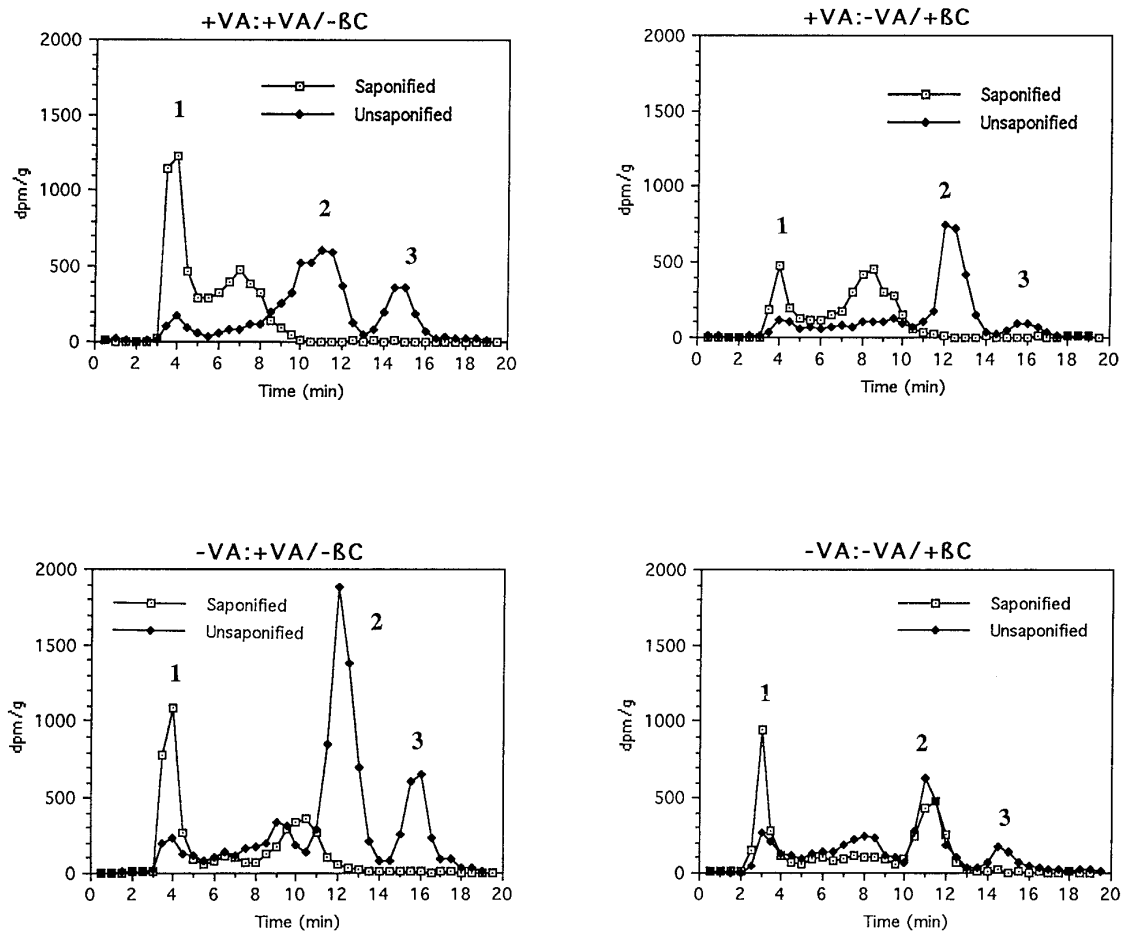 +VA:+VA/-ßC
2000
1500
1000
500
0
dpm/g
Saponified
Unsaponified
1
2
3
0 2 4 6 8 10 12 14 16 18 20
Time (min)
+VA:-VA/+ßC
2000
1500
1000
500
0
dpm/g
Saponified
Unsaponified
1
2
3
0 2 4 6 8 10 12 14 16 18 20
Time (min)
-VA:+VA/-ßC
2000
1500
1000
500
0
dpm/g
Saponified
Unsaponified
1
2
3
0 2 4 6 8 10 12 14 16 18 20
Time (min)
-VA:-VA/+ßC
2000
1500
1000
500
0
dpm/g
Saponified
Unsaponified
1
2
3
0 2 4 6 8 10 12 14 16 18 20
Time (min)